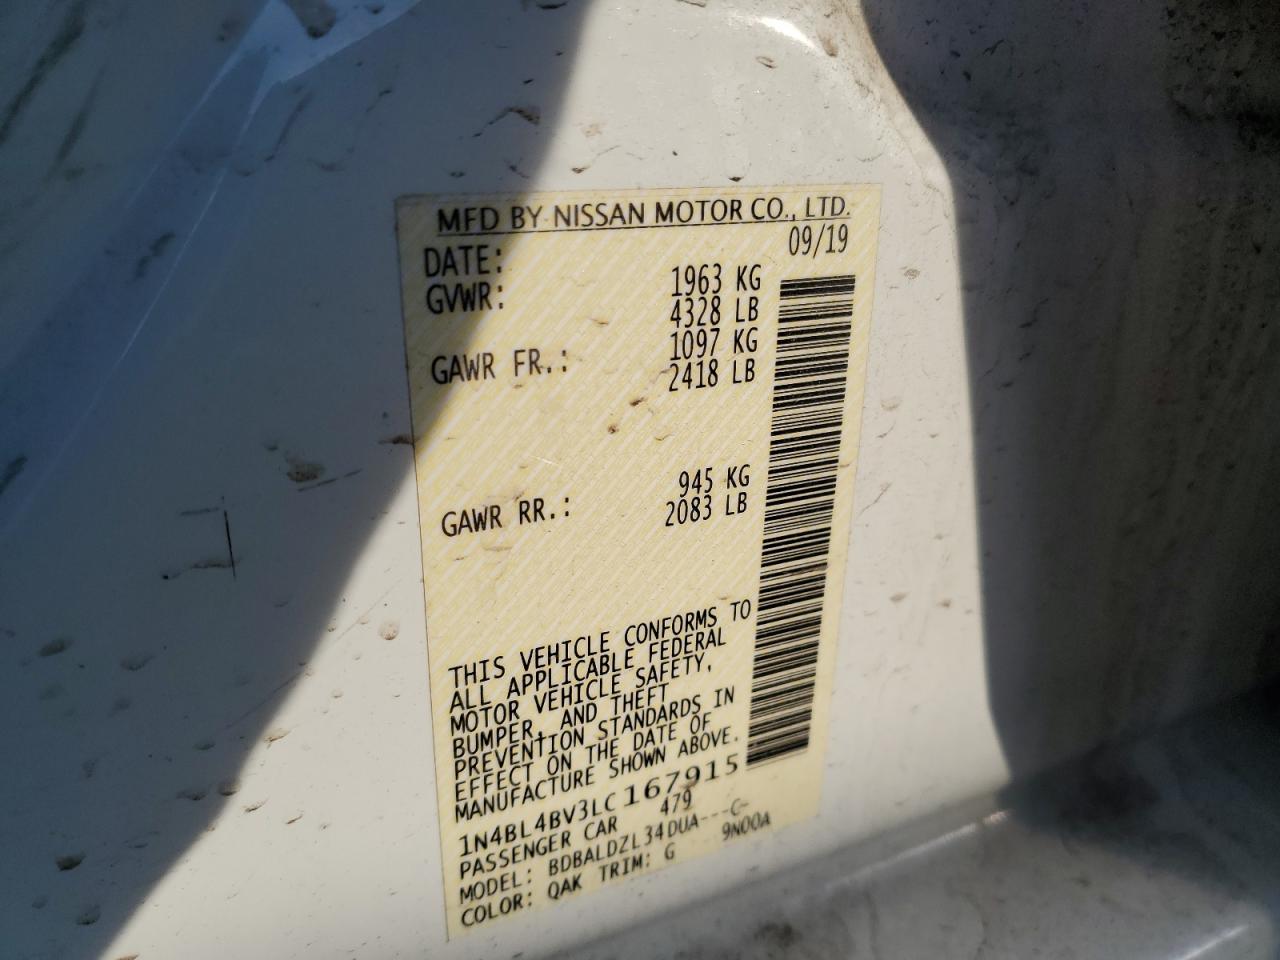 MFD BY NISSAN MOTOR CO., LTD.
DATE: 09/19
GVWR: 1963 KG
4328 LB
GAWR FR.: 1097 KG
2418 LB
GAWR RR.: 945 KG
2083 LB
THIS VEHICLE CONFORMS TO
ALL APPLICABLE FEDERAL
MOTOR VEHICLE SAFETY,
BUMPER, AND THEFT
PREVENTION STANDARDS IN
EFFECT ON THE DATE OF
MANUFACTURE SHOWN ABOVE.
1N4BL4BV3LC167915
PASSENGER CAR 479
MODEL: BDBALDZL34DUA---C-
COLOR: QAK TRIM: G 9N00A